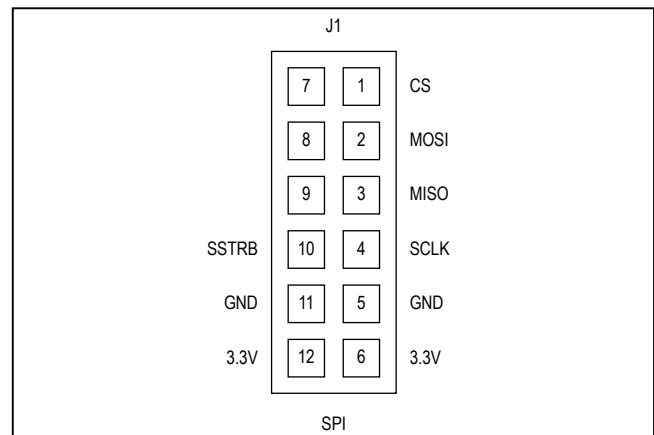 J1
7 1 CS
8 2 MOSI
9 3 MISO
SSTRB 10 4 SCLK
GND 11 5 GND
3.3V 12 6 3.3V
SPI